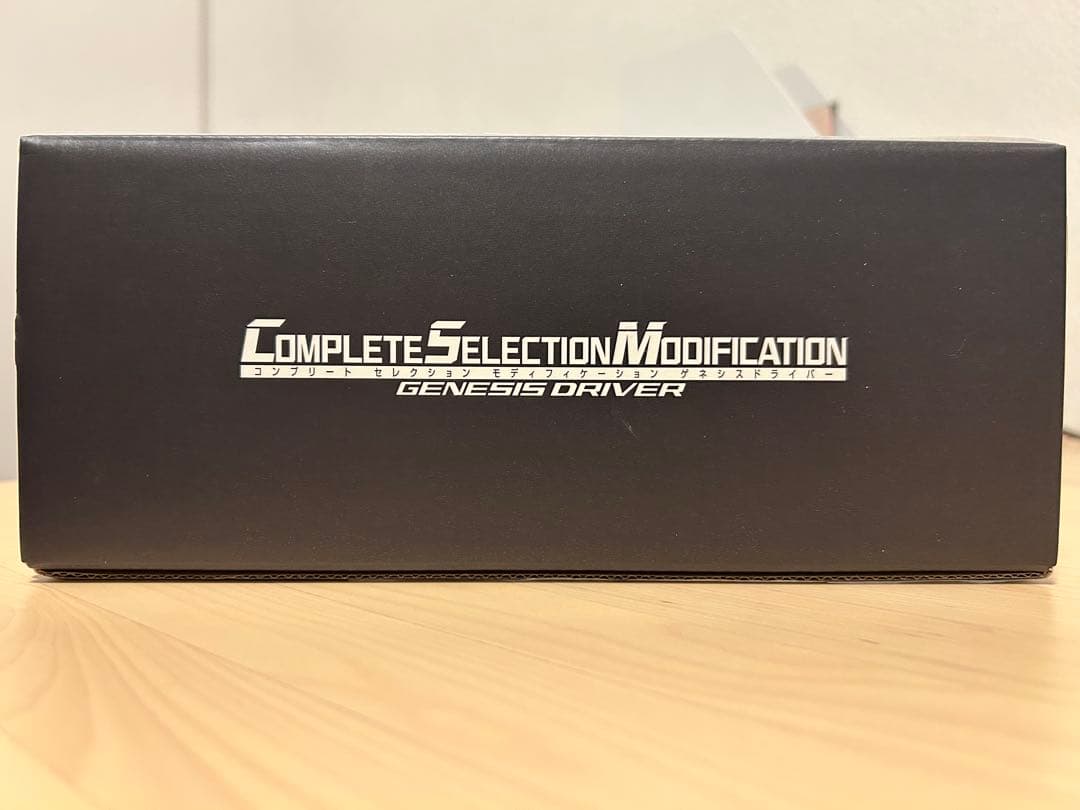 COMPLETE SELECTION MODIFICATION
コンプリート セレクション モディフィケーション ゲネシスドライバー
GENESIS DRIVER